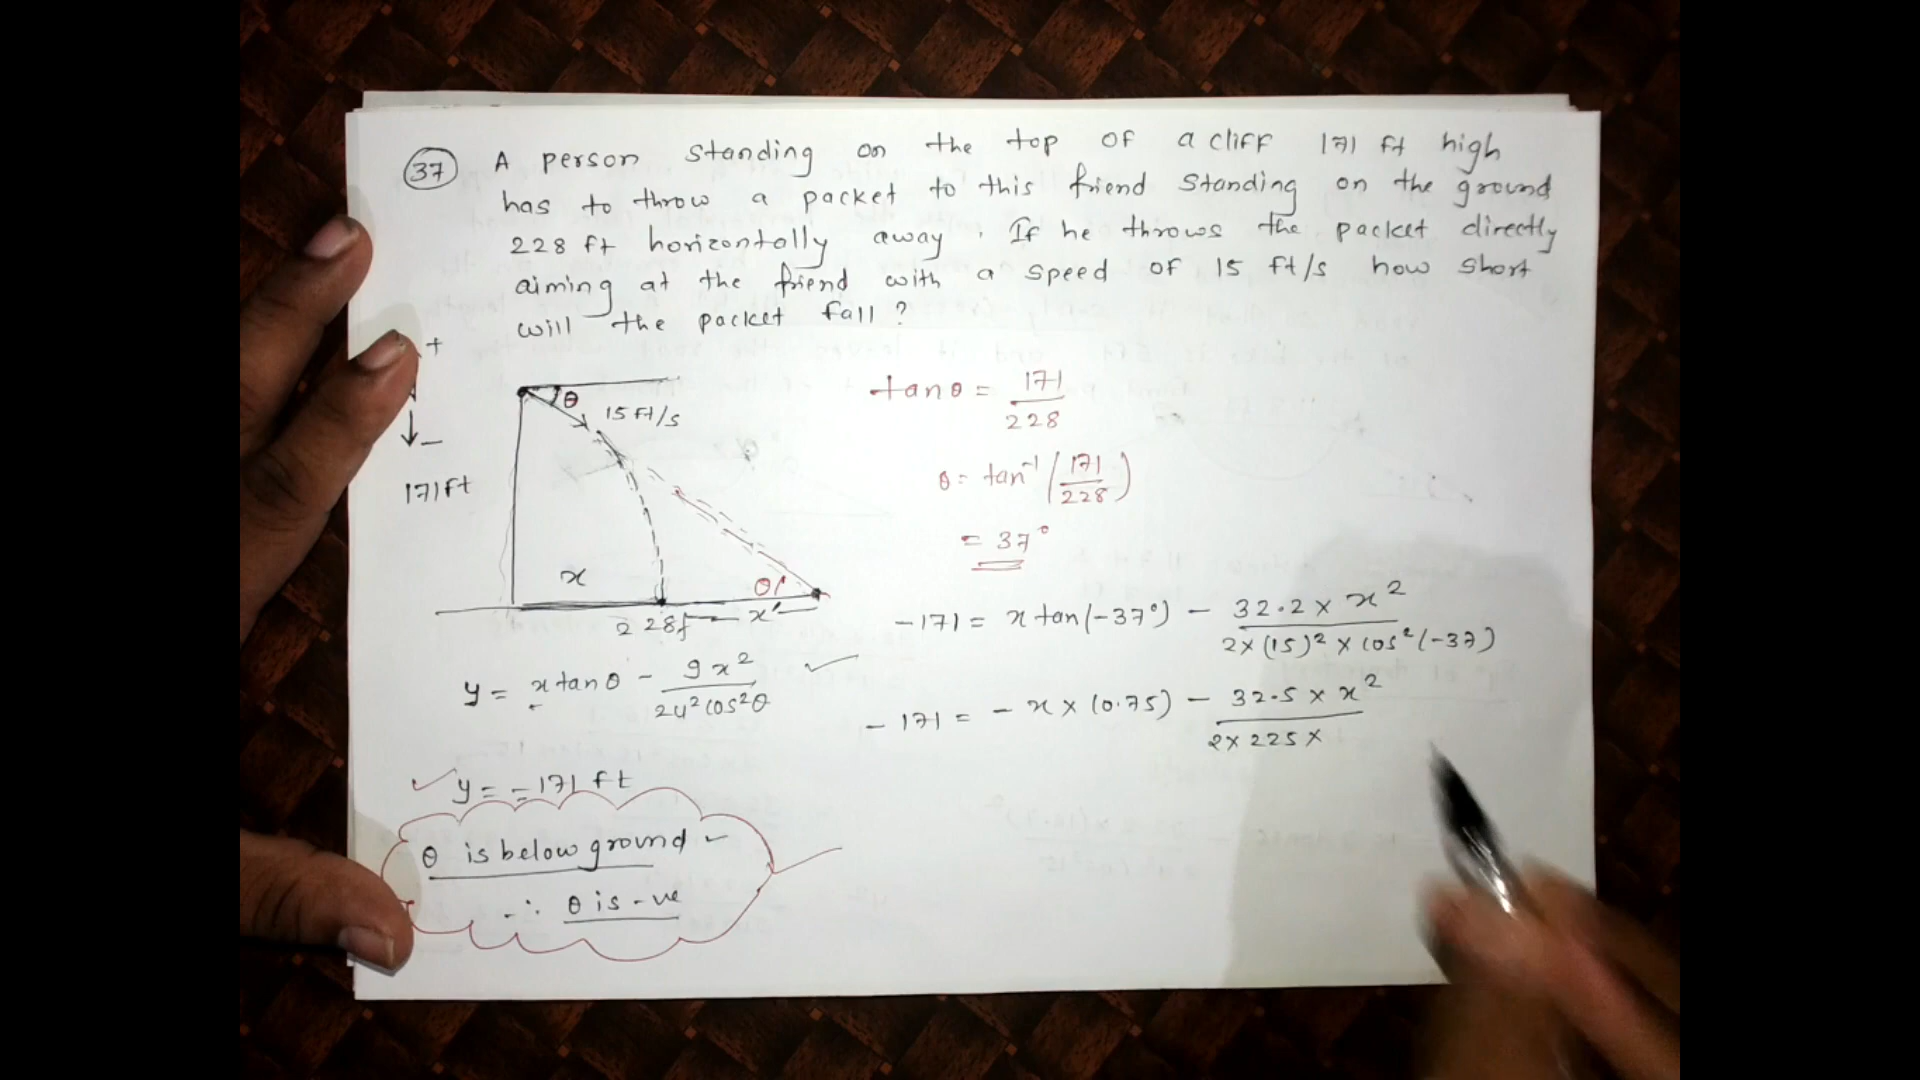 37 A person standing on the top of a cliff 171 ft high
has to throw a packet to this friend standing on the ground
228 ft horizontally away. If he throws the packet directly
aiming at the friend with a speed of 15 ft/s how short
will the packet fall ?
+
−
θ
15 ft/s
171 ft
x
θ
228f
x'
y = x tan θ − gx² / 2u² cos²θ
y = −171 ft
θ is below ground
∴ θ is -ve
tan θ = 171 / 228
θ = tan⁻¹ (171 / 228)
= 37°
−171 = x tan(−37°) − 32.2 × x² / 2×(15)² × cos²(−37)
−171 = − x × (0.75) − 32.5 × x² / 2×225×